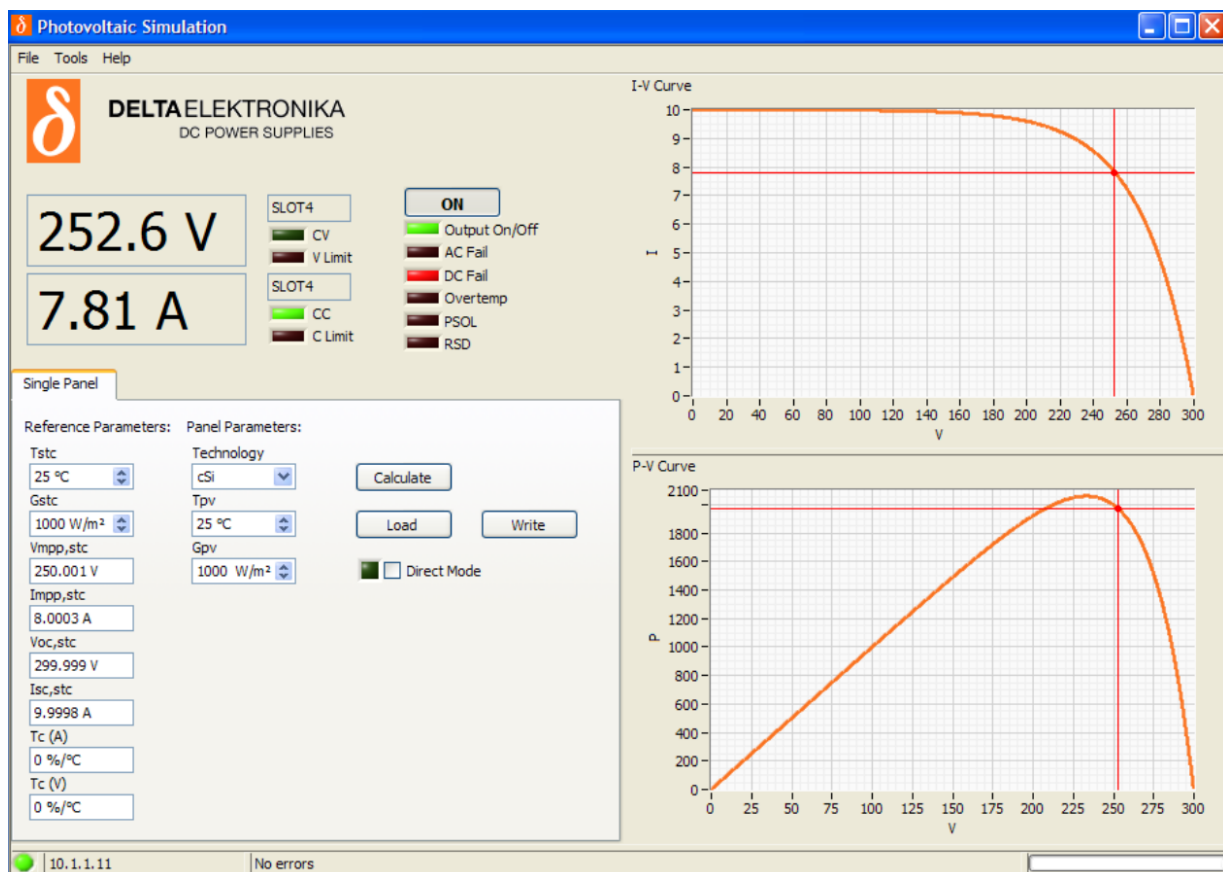 δ Photovoltaic Simulation
File Tools Help
δ
DELTAELEKTRONIKA
DC POWER SUPPLIES
252.6 V
SLOT4
CV
V Limit
7.81 A
SLOT4
CC
C Limit
ON
Output On/Off
AC Fail
DC Fail
Overtemp
PSOL
RSD
Single Panel
Reference Parameters: Panel Parameters:
Tstc
25 ºC
Gstc
1000 W/m²
Vmpp,stc
250.001 V
Impp,stc
8.0003 A
Voc,stc
299.999 V
Isc,stc
9.9998 A
Tc (A)
0 %/ºC
Tc (V)
0 %/ºC
Technology
cSi
Tpv
25 ºC
Gpv
1000 W/m²
Calculate
Load Write
Direct Mode
I-V Curve
10
9
8
7
6
5
4
3
2
1
0
I
0 20 40 60 80 100 120 140 160 180 200 220 240 260 280 300
V
P-V Curve
2100
1800
1600
1400
1200
1000
800
600
400
200
0
P
0 25 50 75 100 125 150 175 200 225 250 275 300
V
10.1.1.11 No errors